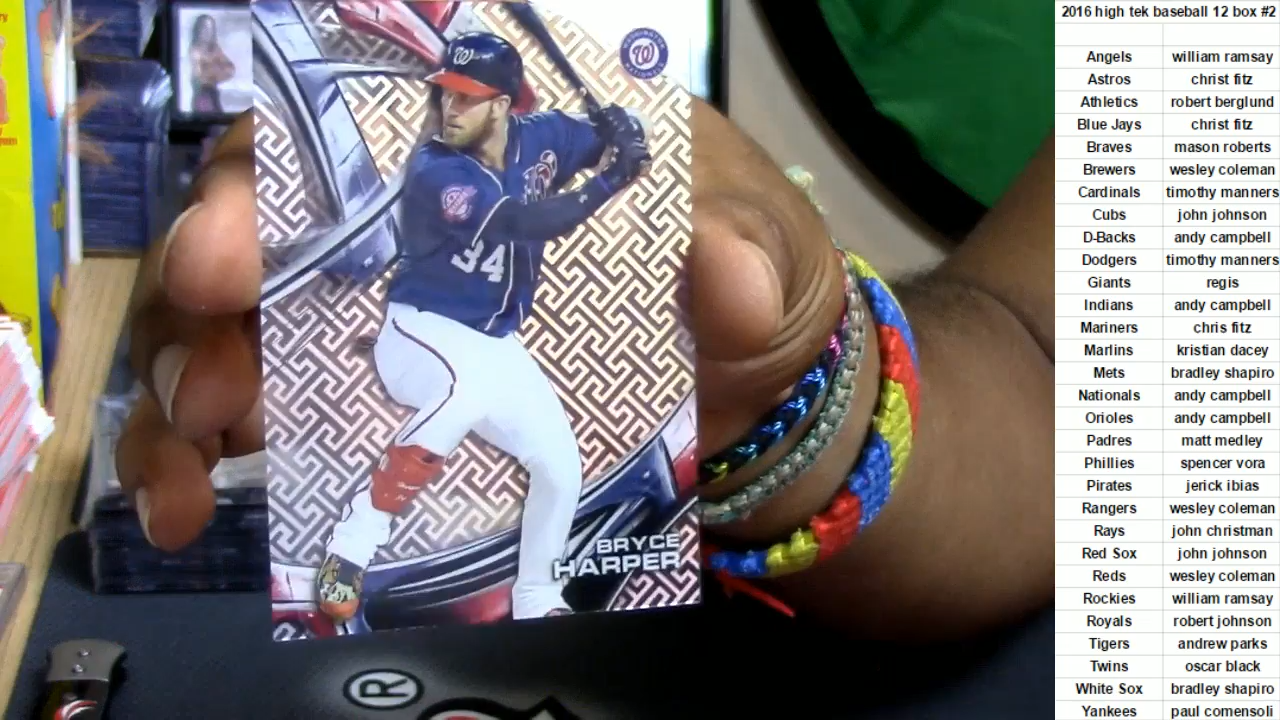 W
WASHINGTON NATIONALS
W
34
BRYCE
HARPER
®
2016 high tek baseball 12 box #2
Angels william ramsay
Astros christ fitz
Athletics robert berglund
Blue Jays christ fitz
Braves mason roberts
Brewers wesley coleman
Cardinals timothy manners
Cubs john johnson
D-Backs andy campbell
Dodgers timothy manners
Giants regis
Indians andy campbell
Mariners chris fitz
Marlins kristian dacey
Mets bradley shapiro
Nationals andy campbell
Orioles andy campbell
Padres matt medley
Phillies spencer vora
Pirates jerick ibias
Rangers wesley coleman
Rays john christman
Red Sox john johnson
Reds wesley coleman
Rockies william ramsay
Royals robert johnson
Tigers andrew parks
Twins oscar black
White Sox bradley shapiro
Yankees paul comensoli